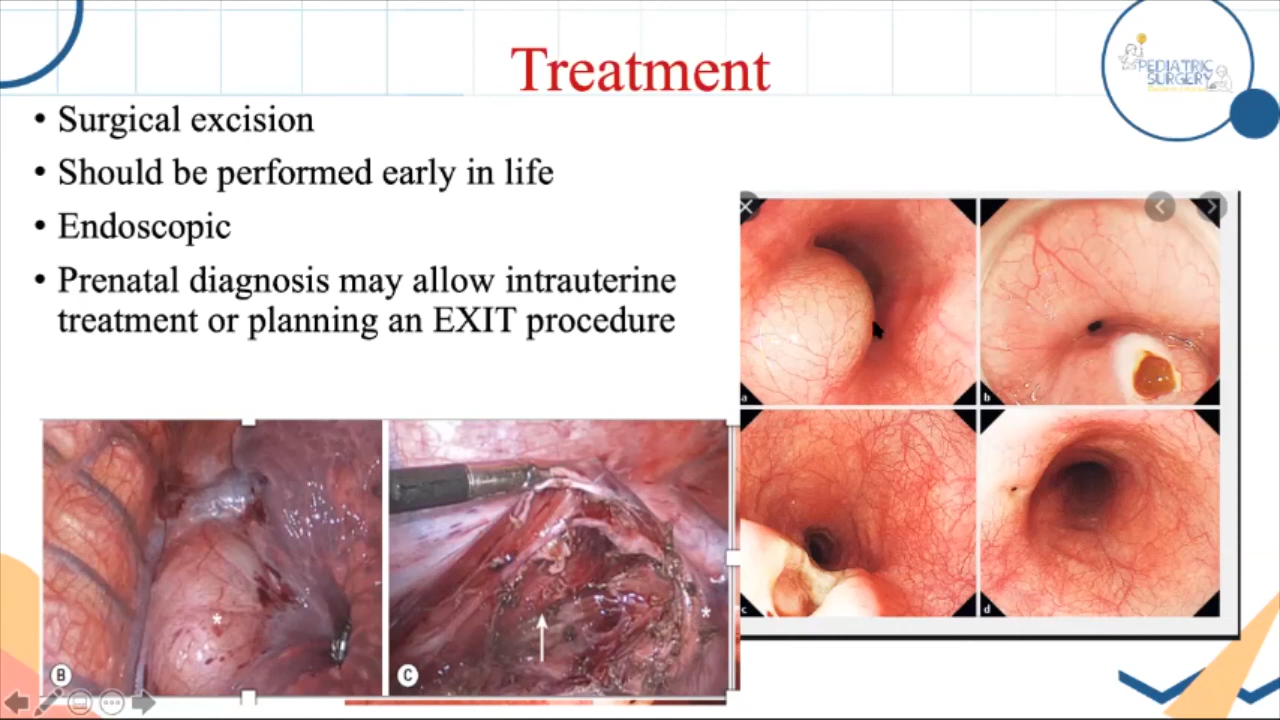 Treatment
PEDIATRIC
SURGERY
• Surgical excision
• Should be performed early in life
• Endoscopic
• Prenatal diagnosis may allow intrauterine
treatment or planning an EXIT procedure
a
b
c
d
*
*
B
C